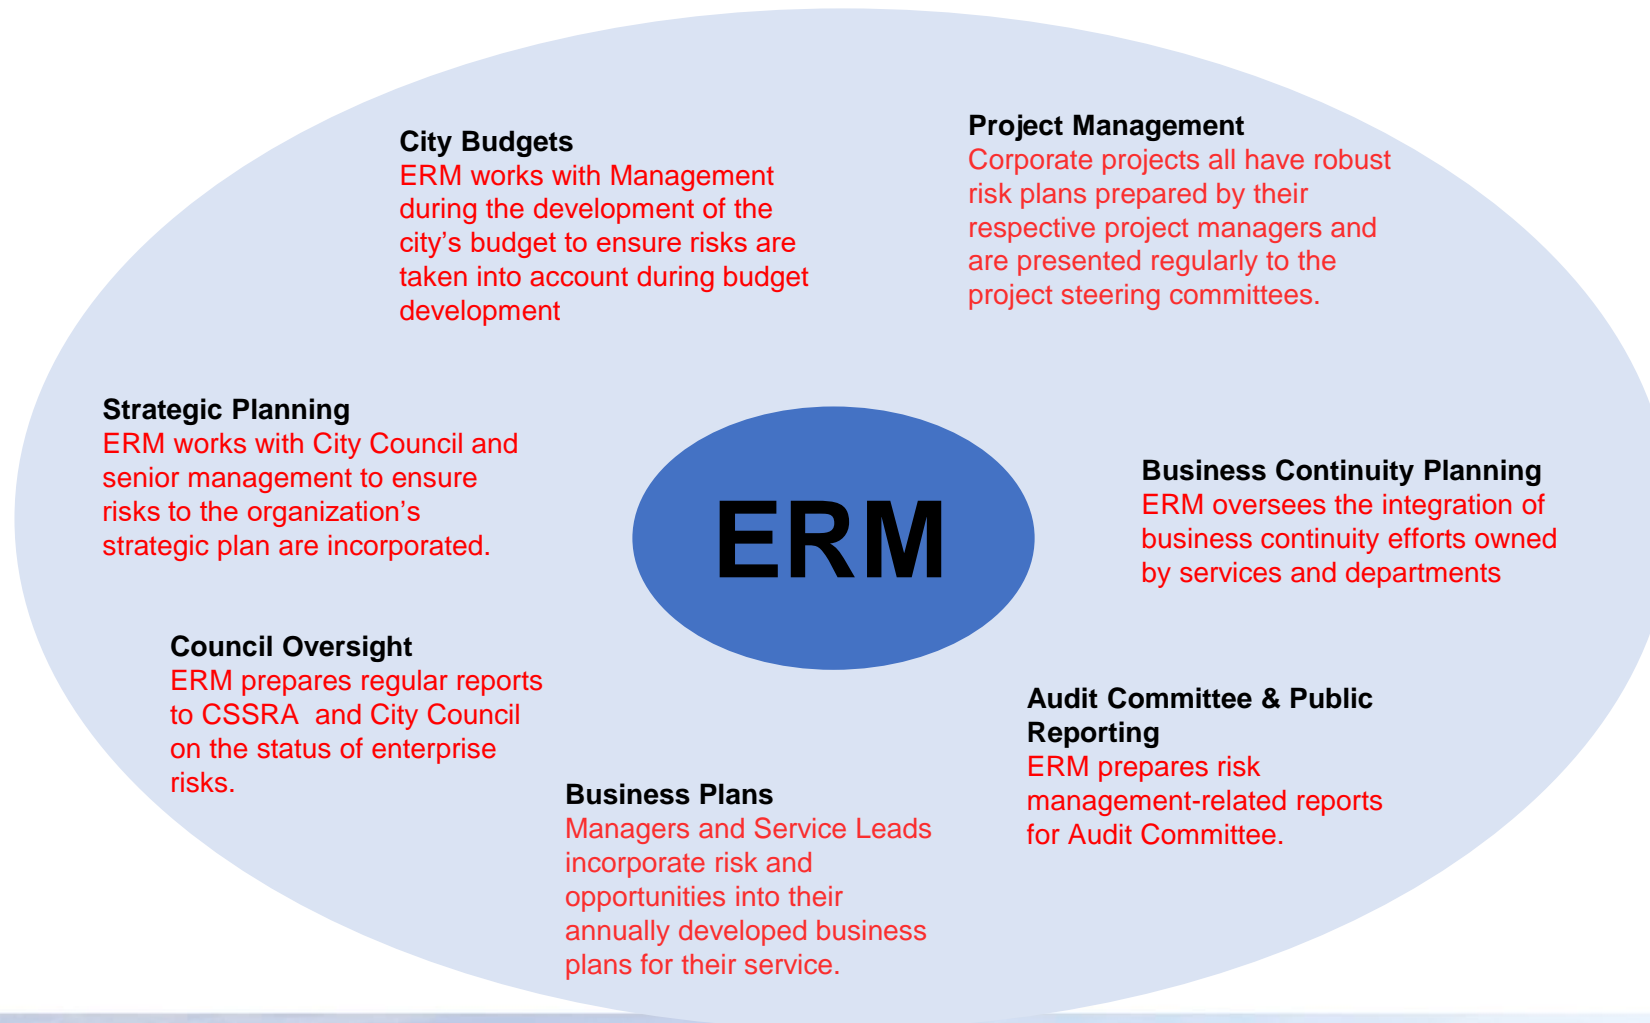 City Budgets
ERM works with Management
during the development of the
city’s budget to ensure risks are
taken into account during budget
development
Project Management
Corporate projects all have robust
risk plans prepared by their
respective project managers and
are presented regularly to the
project steering committees.
Strategic Planning
ERM works with City Council and
senior management to ensure
risks to the organization’s
strategic plan are incorporated.
ERM
Business Continuity Planning
ERM oversees the integration of
business continuity efforts owned
by services and departments
Council Oversight
ERM prepares regular reports
to CSSRA  and City Council
on the status of enterprise
risks.
Audit Committee & Public
Reporting
ERM prepares risk
management-related reports
for Audit Committee.
Business Plans
Managers and Service Leads
incorporate risk and
opportunities into their
annually developed business
plans for their service.